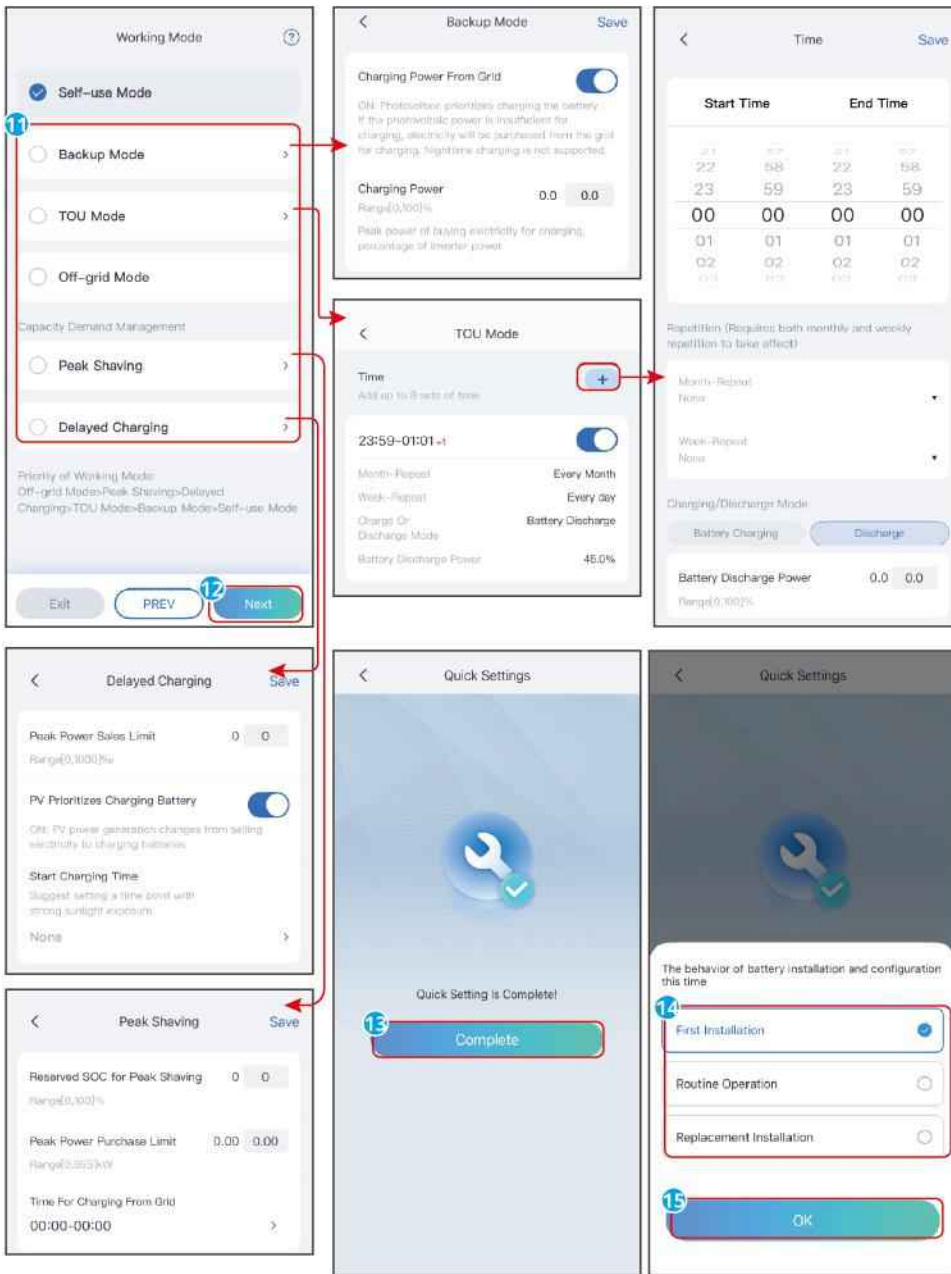 Working Mode
Self-use Mode
11
Backup Mode
TOU Mode
Off-grid Mode
Capacity Demand Management
Peak Shaving
Delayed Charging
Priority of Working Mode:
Off-grid Mode>Peak Shaving>Delayed
Charging>TOU Mode>Backup Mode>Self-use Mode
Exit
PREV
12
Next
Backup Mode
Save
Charging Power From Grid
ON: Photovoltaic prioritizes charging the battery.
If the photovoltaic power is insufficient for
charging, electricity will be purchased from the grid
for charging. Nighttime charging is not supported.
Charging Power
0.0 0.0
Range[0,100]%
Peak power of buying electricity for charging,
percentage of inverter power
TOU Mode
Time
+
Add up to 8 sets of time
23:59-01:01 +1
Month-Repeat
Every Month
Week-Repeat
Every day
Charge Or
Discharge Mode
Battery Discharge
Battery Discharge Power
45.0%
Time
Save
Start Time
End Time
22 58 22 58
23 59 23 59
00 00 00 00
01 01 01 01
02 02 02 02
Repetition (Requires both monthly and weekly
repetition to take effect)
Month-Repeat
None
Week-Repeat
None
Charging/Discharge Mode
Battery Charging
Discharge
Battery Discharge Power
0.0 0.0
Range[0,100]%
Delayed Charging
Save
Peak Power Sales Limit
0 0
Range[0,1000]‰
PV Prioritizes Charging Battery
ON: PV power generation changes from selling
electricity to charging batteries
Start Charging Time
Suggest setting a time point with
strong sunlight exposure
None
Peak Shaving
Save
Reserved SOC for Peak Shaving
0 0
Range[0,100]%
Peak Power Purchase Limit
0.00 0.00
Time For Charging From Grid
00:00-00:00
Quick Settings
Quick Setting Is Complete!
13
Complete
Quick Settings
The behavior of battery installation and configuration
this time
14
First Installation
Routine Operation
Replacement Installation
15
OK